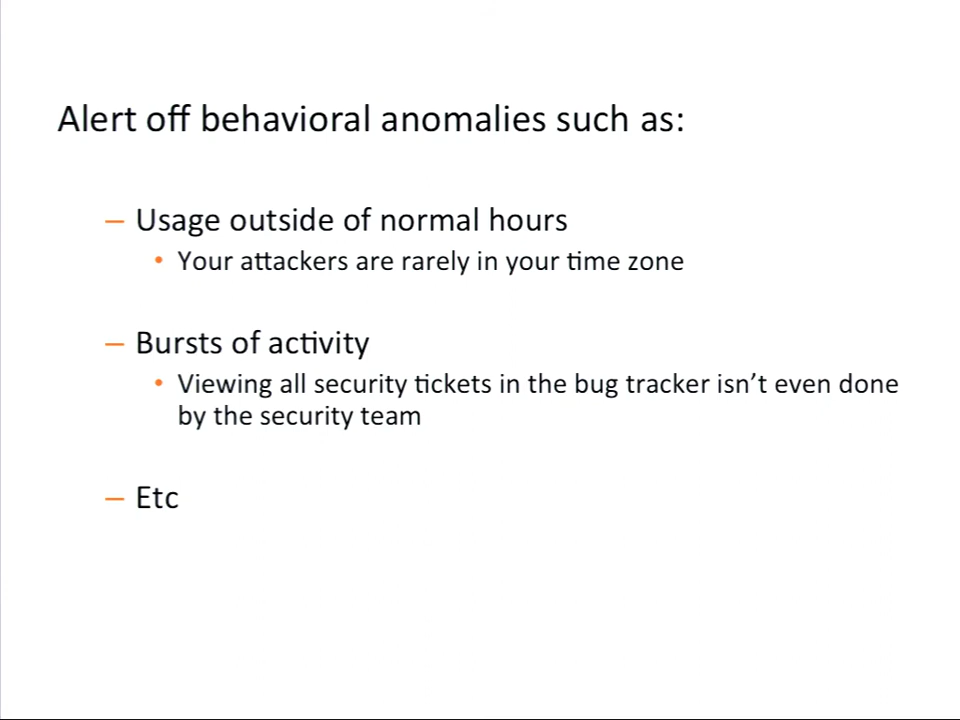 Alert off behavioral anomalies such as:
– Usage outside of normal hours
• Your attackers are rarely in your time zone
– Bursts of activity
• Viewing all security tickets in the bug tracker isn’t even done
by the security team
– Etc